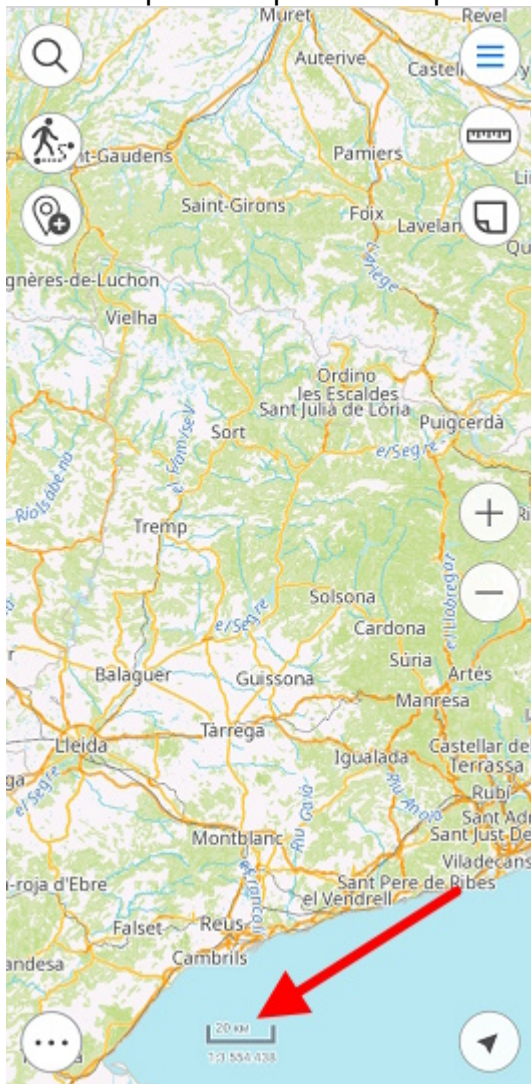 Muret
Revel
Auterive
Castel
t-Gaudens
Pamiers
Saint-Girons
Foix
Lavelan
l'Ariège
gnères-de-Luchon
Vielha
Ordino
les Escaldes
Sant Julià de Lòria
Puigcerdà
Sort
el Segre
Tremp
Solsona
el Llobregat
el Segre
Cardona
Súria
Artés
Balaguer
Guissona
Manresa
Tàrrega
Lleida
Igualada
Castellar de
Terrassa
el Segre
Riu Gaià
Riu Anoia
Rubí
Sant Adr
Sant Just De
Montblanc
Viladecans
-roja d'Ebre
Sant Pere de Ribes
el Vendrell
el Francolí
Falset
Reus
andesa
Cambrils
20 км
1:3 554 438